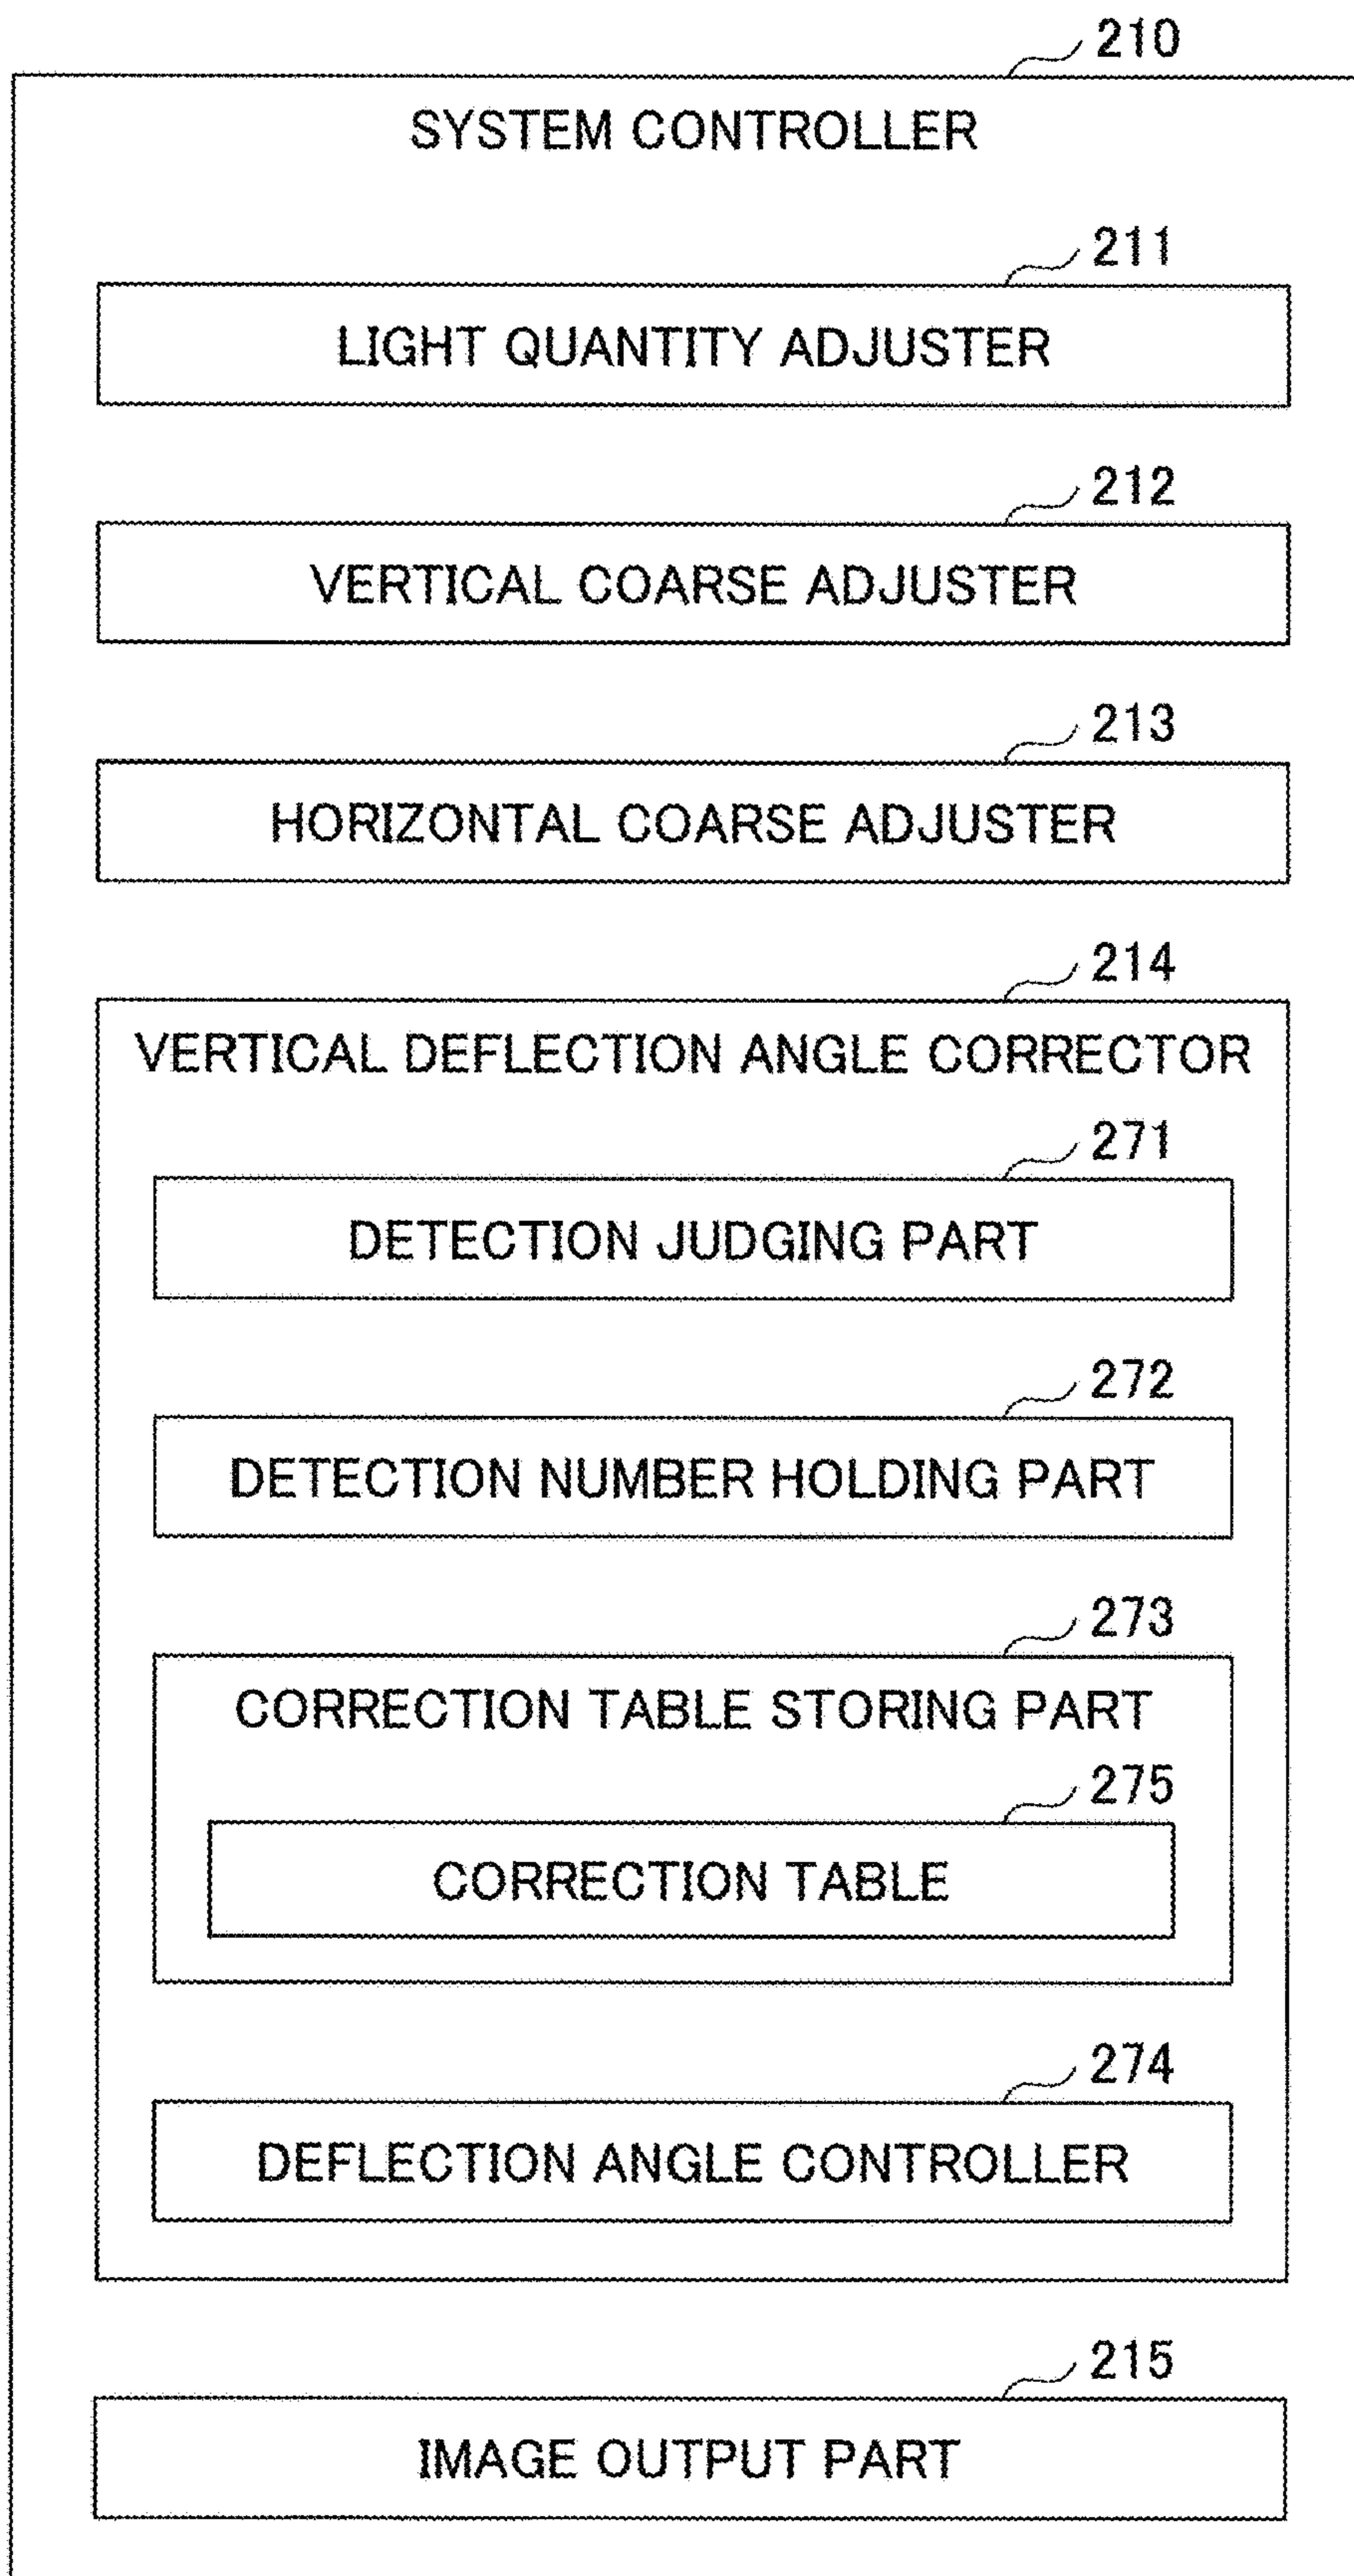 210
SYSTEM CONTROLLER
211
LIGHT QUANTITY ADJUSTER
212
VERTICAL COARSE ADJUSTER
213
HORIZONTAL COARSE ADJUSTER
214
VERTICAL DEFLECTION ANGLE CORRECTOR
271
DETECTION JUDGING PART
272
DETECTION NUMBER HOLDING PART
273
CORRECTION TABLE STORING PART
275
CORRECTION TABLE
274
DEFLECTION ANGLE CONTROLLER
215
IMAGE OUTPUT PART